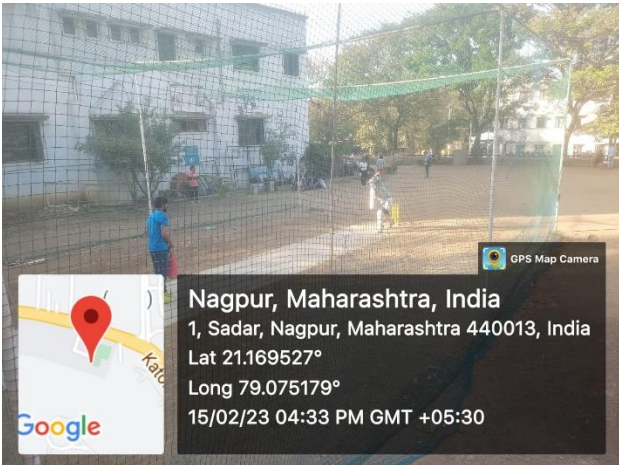 GPS Map Camera
Nagpur, Maharashtra, India
1, Sadar, Nagpur, Maharashtra 440013, India
Lat 21.169527°
Long 79.075179°
15/02/23 04:33 PM GMT +05:30
Kato
Google